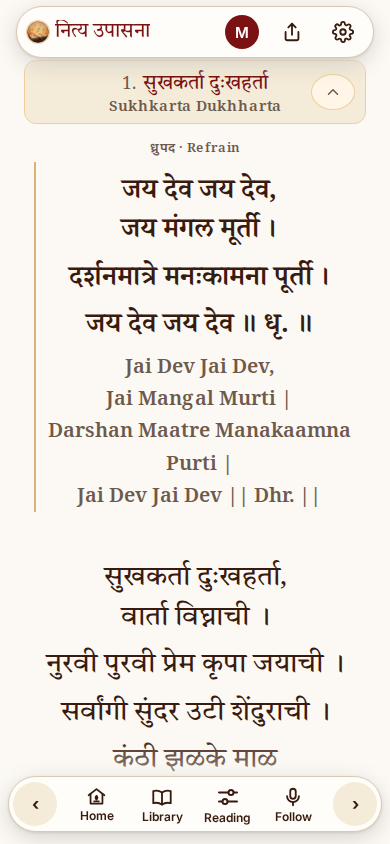 नित्य उपासना
M
1. सुखकर्ता दुःखहर्ता
Sukhkarta Dukhharta
ध्रुपद · Refrain
जय देव जय देव,
जय मंगल मूर्ती ।
दर्शनमात्रे मनःकामना पूर्ती ।
जय देव जय देव ॥ धृ. ॥
Jai Dev Jai Dev,
Jai Mangal Murti |
Darshan Maatre Manakaamna
Purti |
Jai Dev Jai Dev || Dhr. ||
सुखकर्ता दुःखहर्ता,
वार्ता विघ्नाची ।
नुरवी पुरवी प्रेम कृपा जयाची ।
सर्वांगी सुंदर उटी शेंदुराची ।
कंठी झळके माळ
Home
Library
Reading
Follow